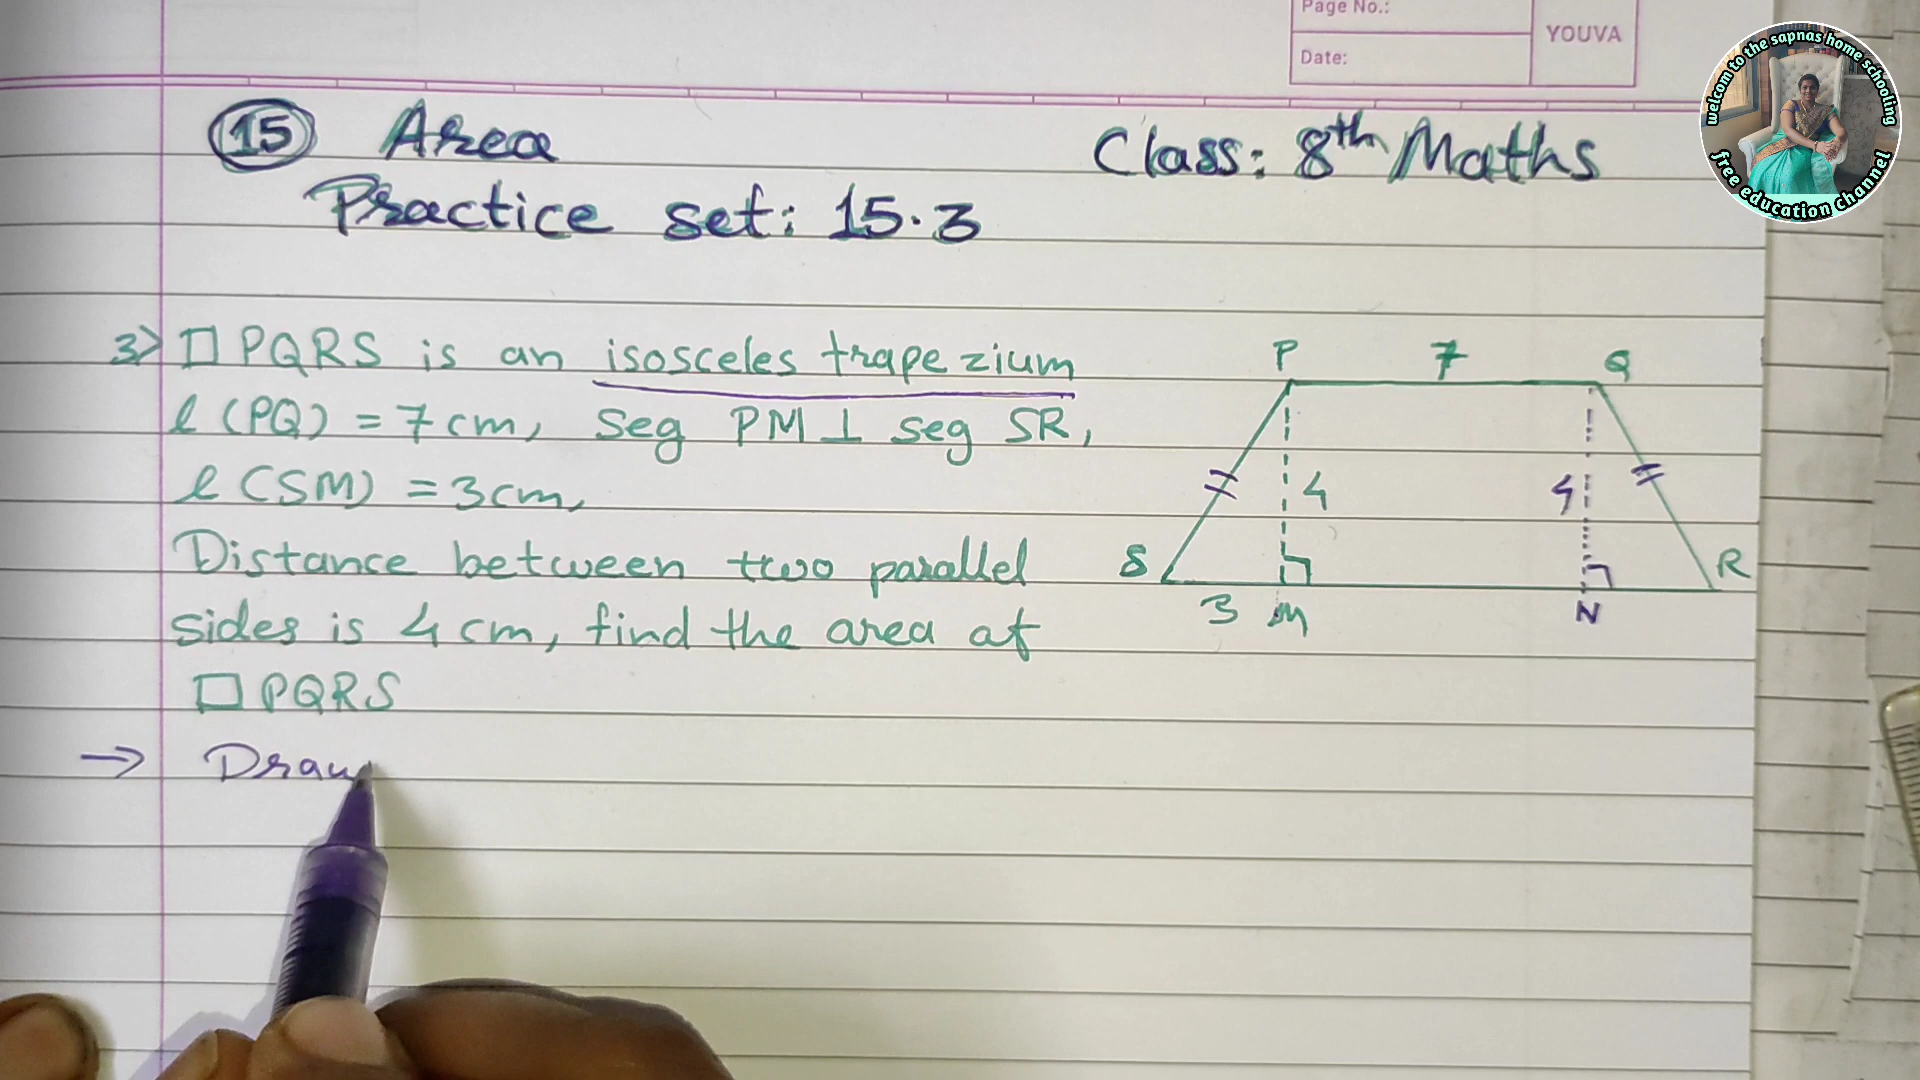 Page No.:
YOUVA
Date:
welcom to the sapnas home schooling
free education channel
15 Area
Class: 8th Maths
Practice set: 15.3
3> □ PQRS is an isosceles trapezium
l (PQ) = 7cm, seg PM ⊥ seg SR,
l (SM) = 3cm,
Distance between two parallel
sides is 4 cm, find the area of
□ PQRS
→ Draw
P 7 Q
4 4
S R
3 M N